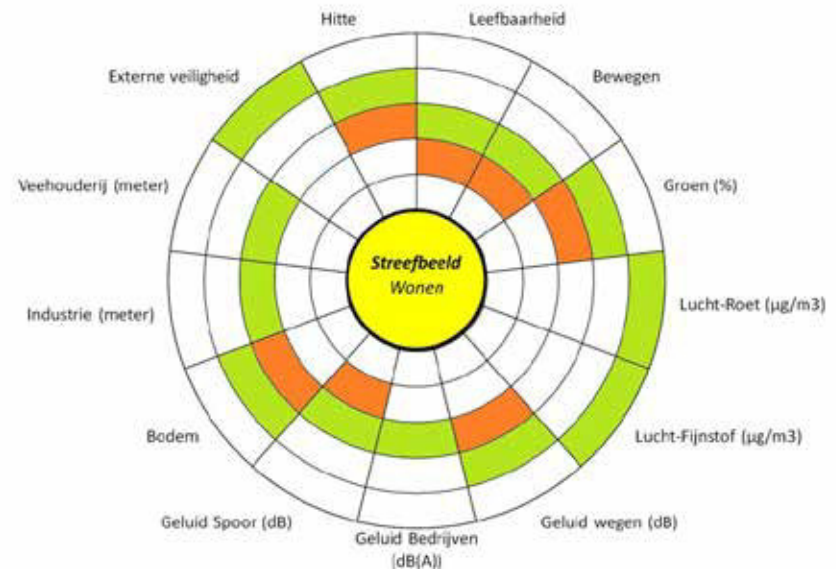 Hitte
Leefbaarheid
Externe veiligheid
Bewegen
Veehouderij (meter)
Groen (%)
Streefbeeld
Wonen
Industrie (meter)
Lucht-Roet (µg/m3)
Bodem
Lucht-Fijnstof (µg/m3)
Geluid Spoor (dB)
Geluid Bedrijven
(dB(A))
Geluid wegen (dB)